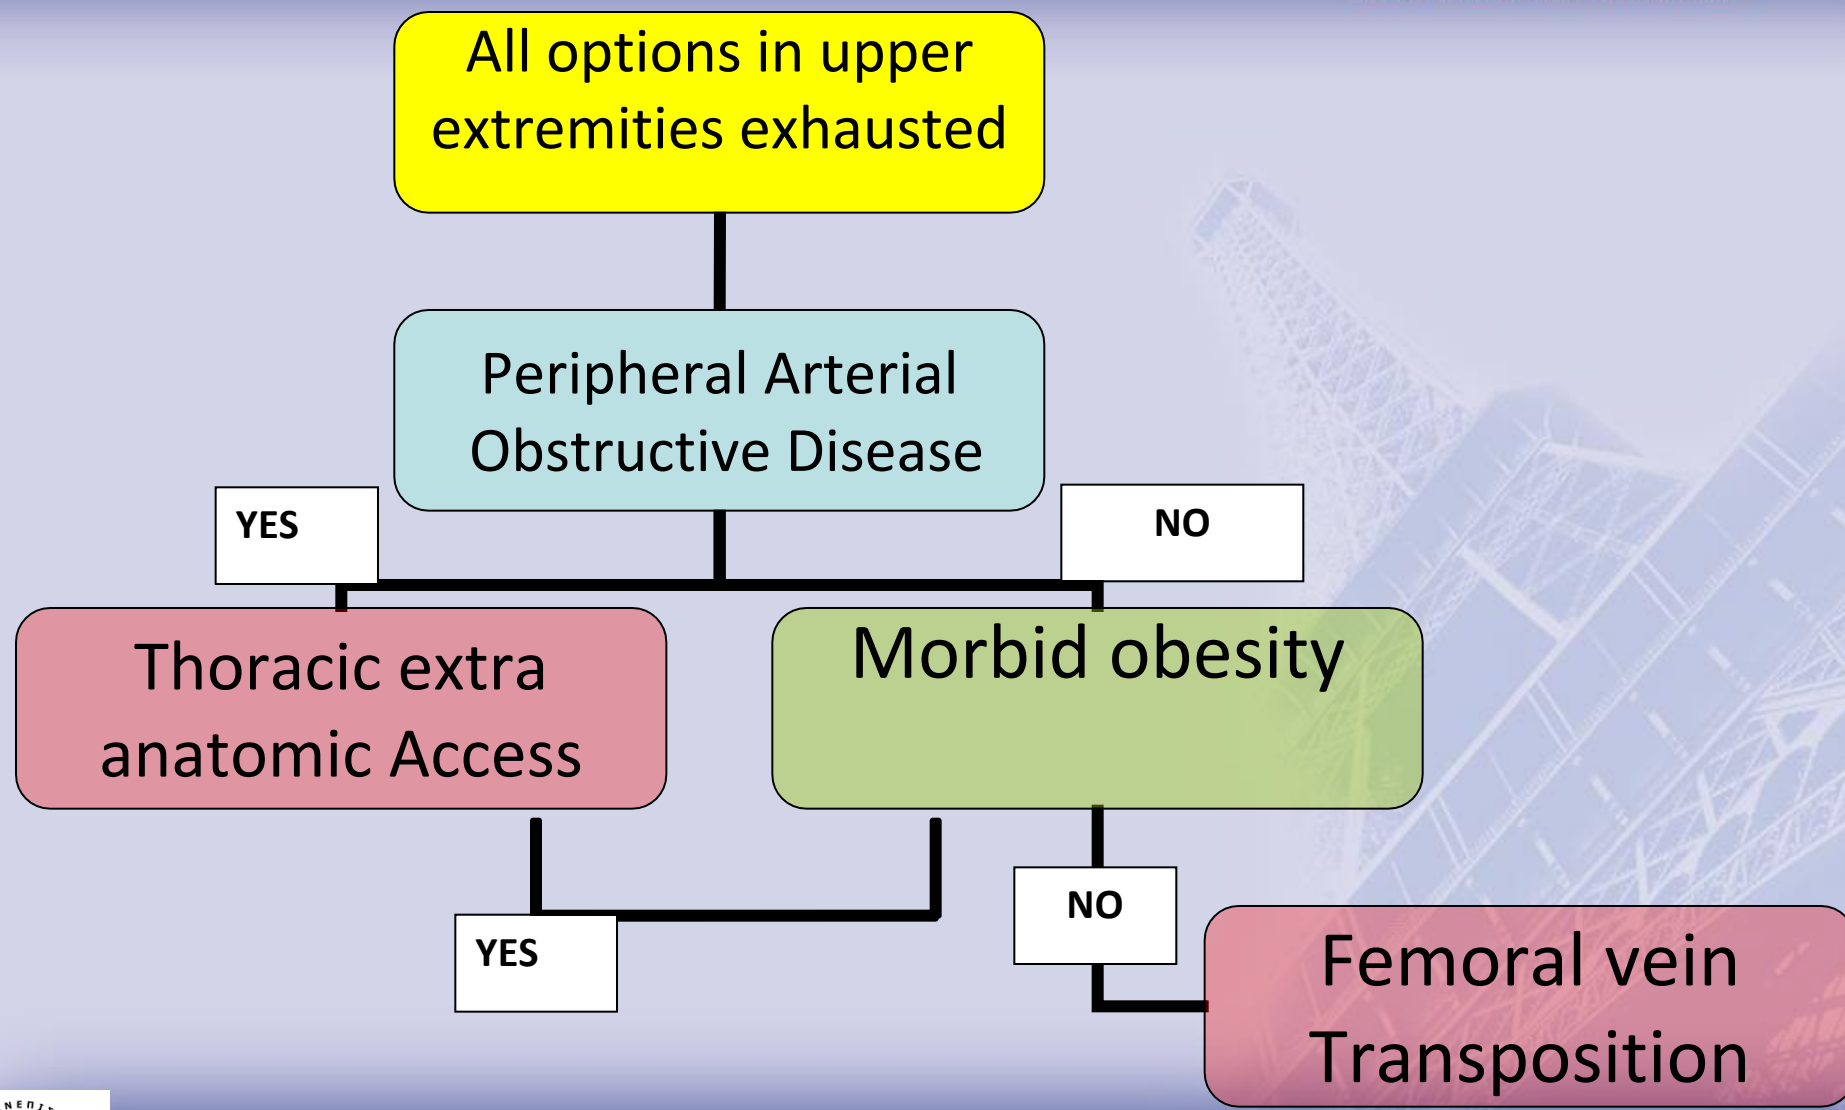 All options in upper
extremities exhausted
Peripheral Arterial
Obstructive Disease
YES
NO
Thoracic extra
anatomic Access
Morbid obesity
YES
NO
Femoral vein
Transposition